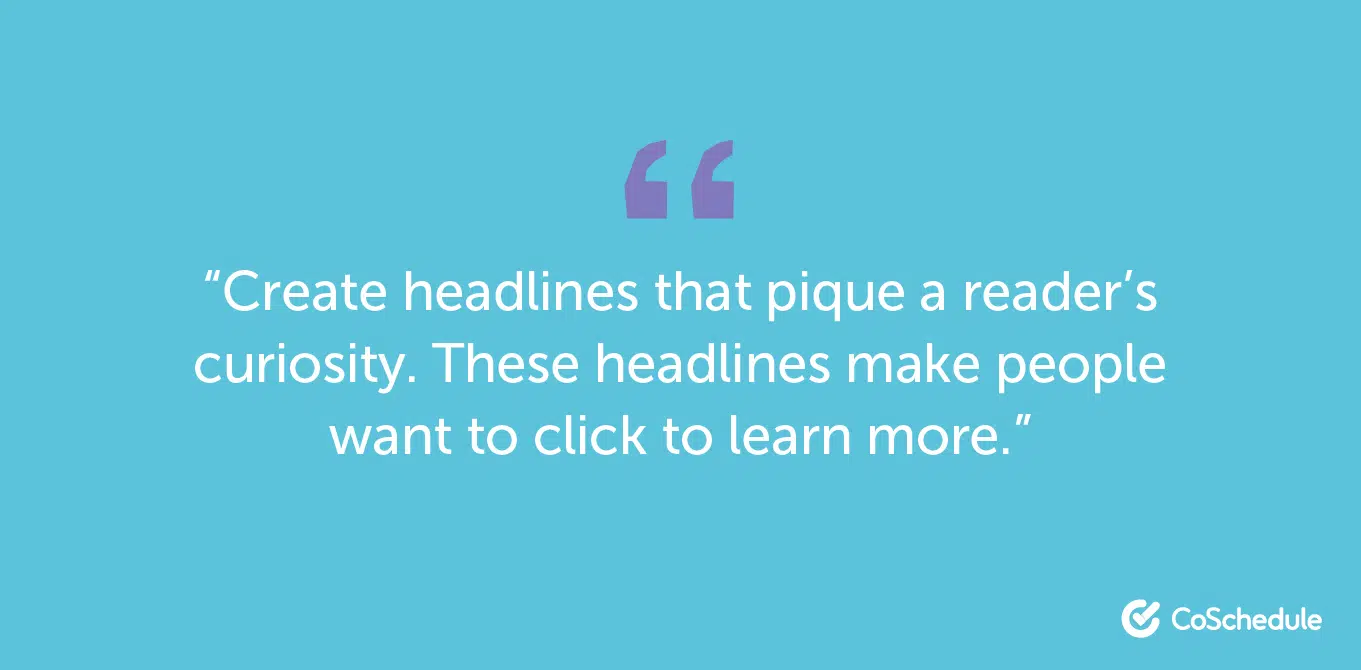 “Create headlines that pique a reader’s
curiosity. These headlines make people
want to click to learn more.”
CoSchedule